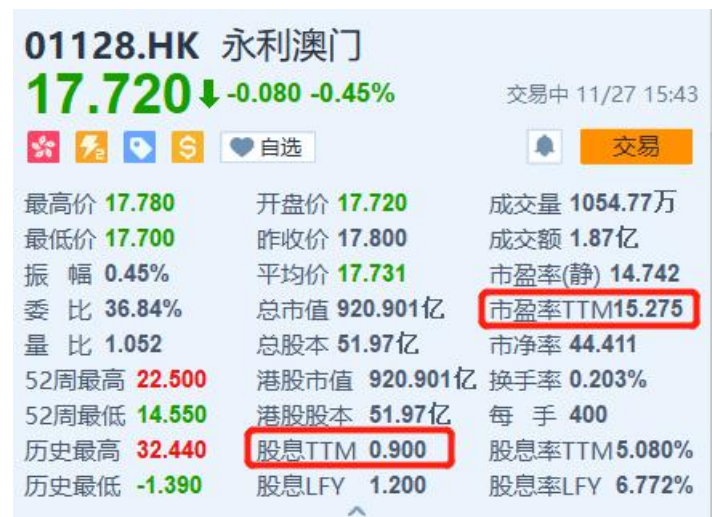 01128.HK 永利澳门
17.720 -0.080 -0.45% 交易中 11/27 15:43
2 $ 自选 交易
最高价 17.780 开盘价 17.720 成交量 1054.77万
最低价 17.700 昨收价 17.800 成交额 1.87亿
振 幅 0.45% 平均价 17.731 市盈率(静) 14.742
委 比 36.84% 总市值 920.901亿 市盈率TTM15.275
量 比 1.052 总股本 51.97亿 市净率 44.411
52周最高 22.500 港股市值 920.901亿 换手率 0.203%
52周最低 14.550 港股股本 51.97亿 每 手 400
历史最高 32.440 股息TTM 0.900 股息率TTM5.080%
历史最低 -1.390 股息LFY 1.200 股息率LFY 6.772%